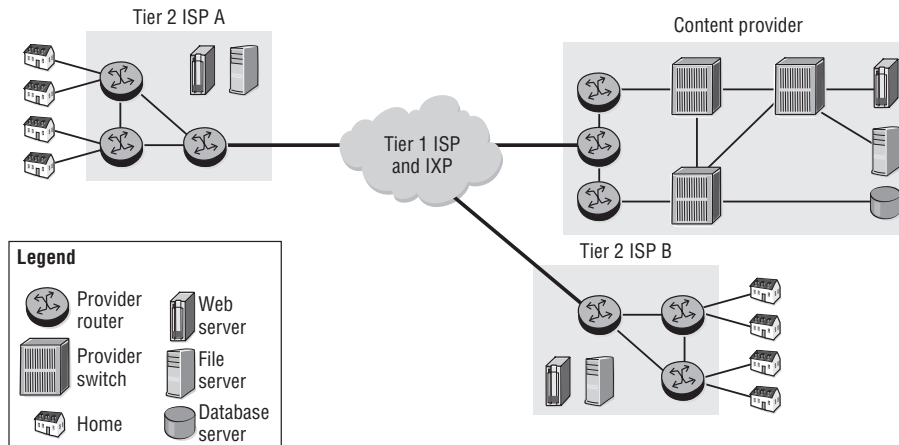 Tier 2 ISP A
Content provider
Tier 1 ISP
and IXP
Tier 2 ISP B
Legend
Provider
router
Web
server
Provider
switch
File
server
Home
Database
server